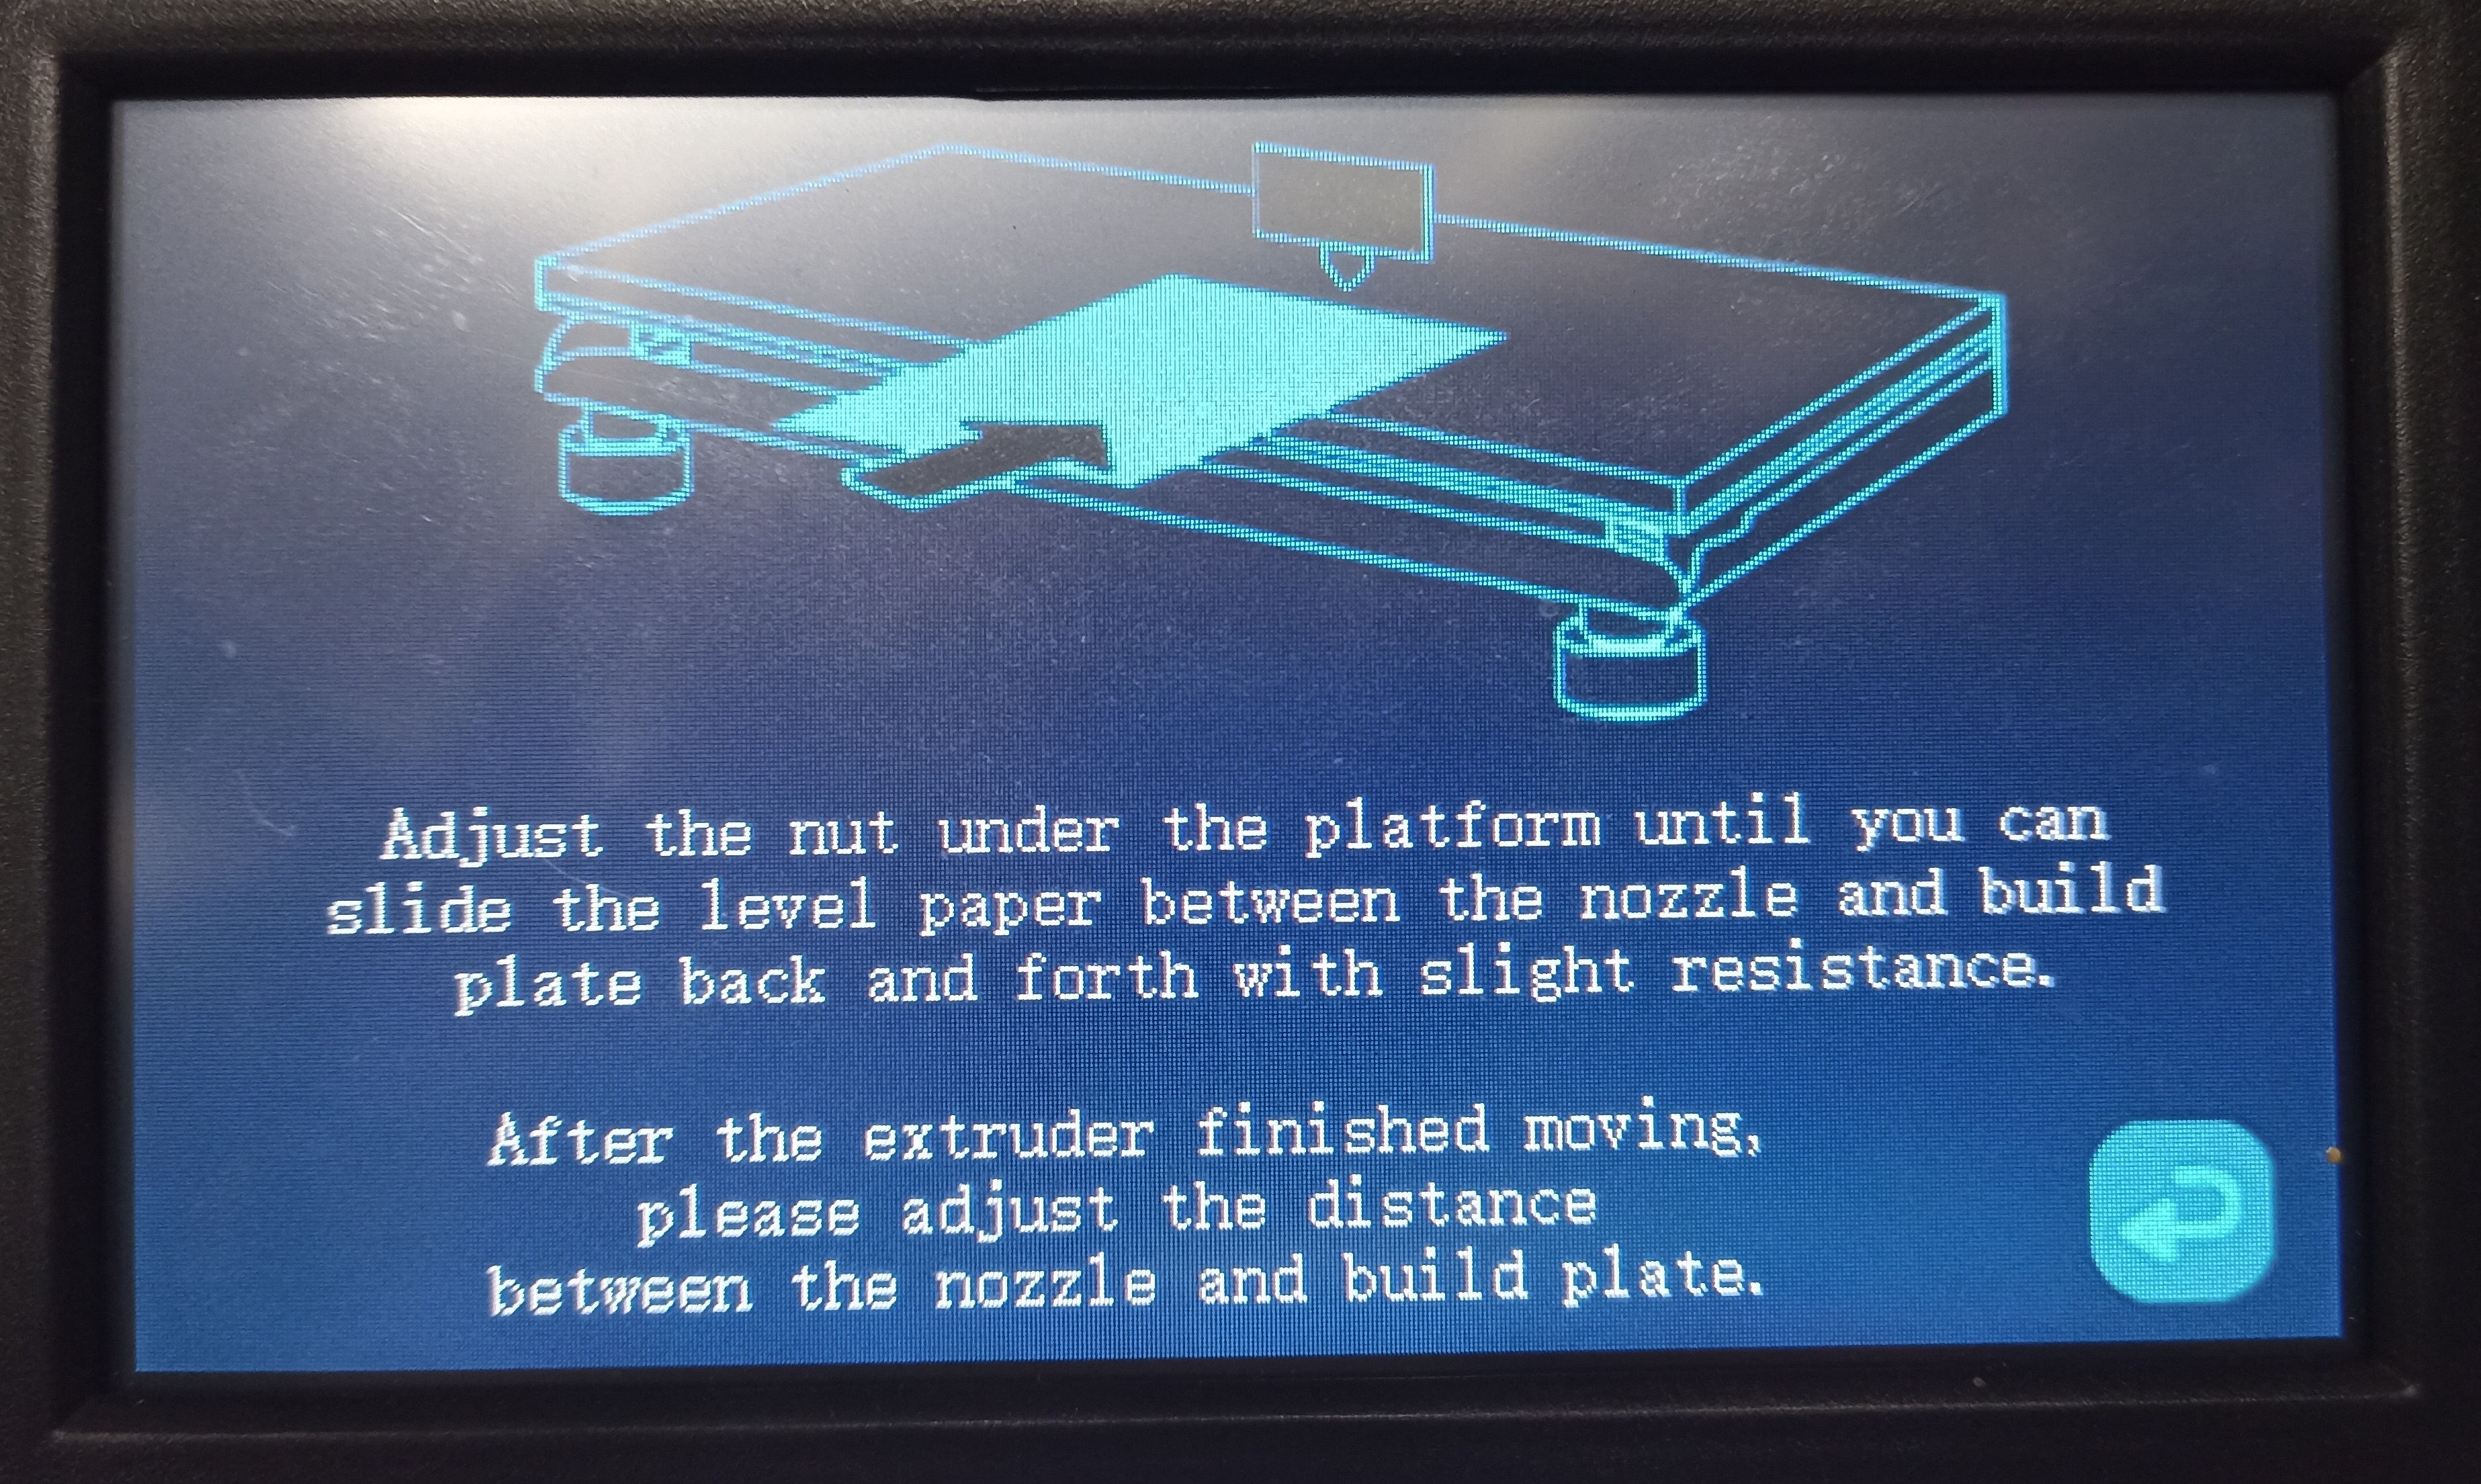 Adjust the nut under the platform until you can
slide the level paper between the nozzle and build
plate back and forth with slight resistance.
After the extruder finished moving,
please adjust the distance
between the nozzle and build plate.